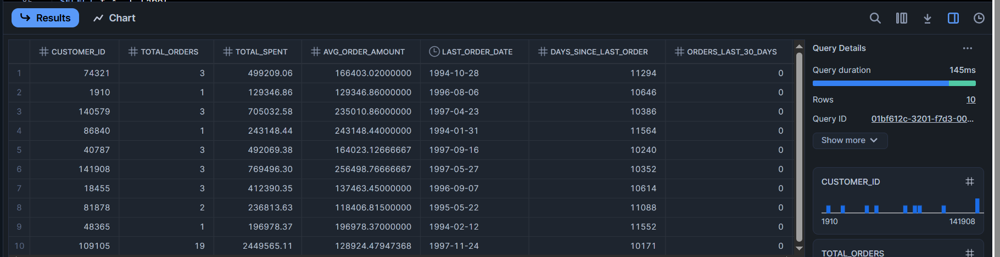 Results Chart
CUSTOMER_ID TOTAL_ORDERS TOTAL_SPENT AVG_ORDER_AMOUNT LAST_ORDER_DATE DAYS_SINCE_LAST_ORDER ORDERS_LAST_30_DAYS
1 74321 3 499209.06 166403.02000000 1994-10-28 11294 0
2 1910 1 129346.86 129346.86000000 1996-08-06 10646 0
3 140579 3 705032.58 235010.86000000 1997-04-23 10386 0
4 86840 1 243148.44 243148.44000000 1994-01-31 11564 0
5 40787 3 492069.38 164023.12666667 1997-09-16 10240 0
6 141908 3 769496.30 256498.76666667 1997-05-27 10352 0
7 18455 3 412390.35 137463.45000000 1996-09-07 10614 0
8 81878 2 236813.63 118406.81500000 1995-05-22 11088 0
9 48365 1 196978.37 196978.37000000 1994-02-12 11552 0
10 109105 19 2449565.11 128924.47947368 1997-11-24 10171 0
Query Details ...
Query duration 145ms
Rows 10
Query ID 01bf612c-3201-f7d3-00...
Show more
CUSTOMER_ID
1910 141908
TOTAL_ORDERS